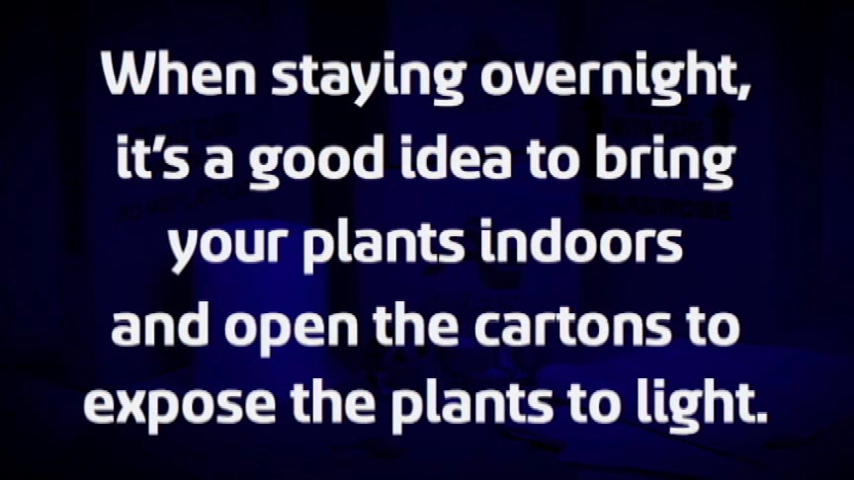 When staying overnight,
it's a good idea to bring
your plants indoors
and open the cartons to
expose the plants to light.